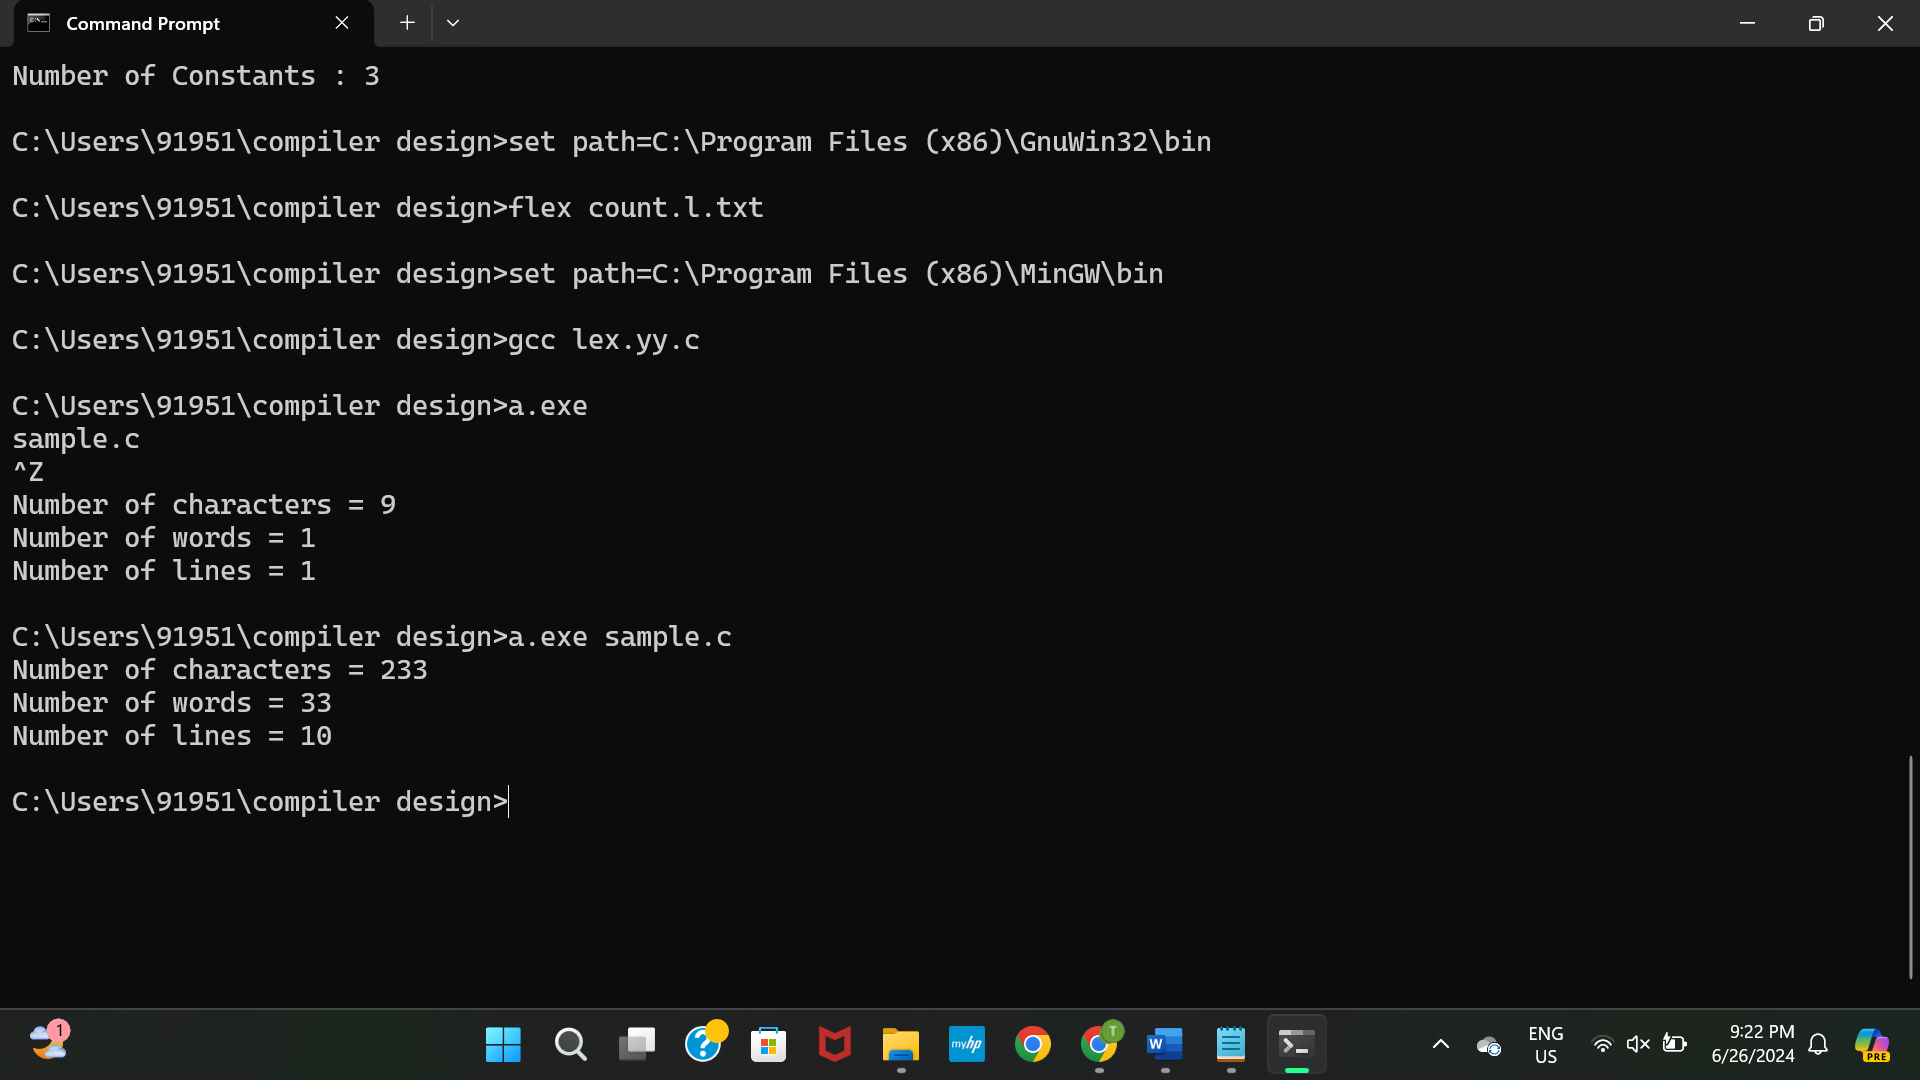 Command Prompt
Number of Constants : 3
C:\Users\91951\compiler design>set path=C:\Program Files (x86)\GnuWin32\bin
C:\Users\91951\compiler design>flex count.l.txt
C:\Users\91951\compiler design>set path=C:\Program Files (x86)\MinGW\bin
C:\Users\91951\compiler design>gcc lex.yy.c
C:\Users\91951\compiler design>a.exe
sample.c
^Z
Number of characters = 9
Number of words = 1
Number of lines = 1
C:\Users\91951\compiler design>a.exe sample.c
Number of characters = 233
Number of words = 33
Number of lines = 10
C:\Users\91951\compiler design>
1
?
myhp
T
W
ENG
US
9:22 PM
6/26/2024
PRE